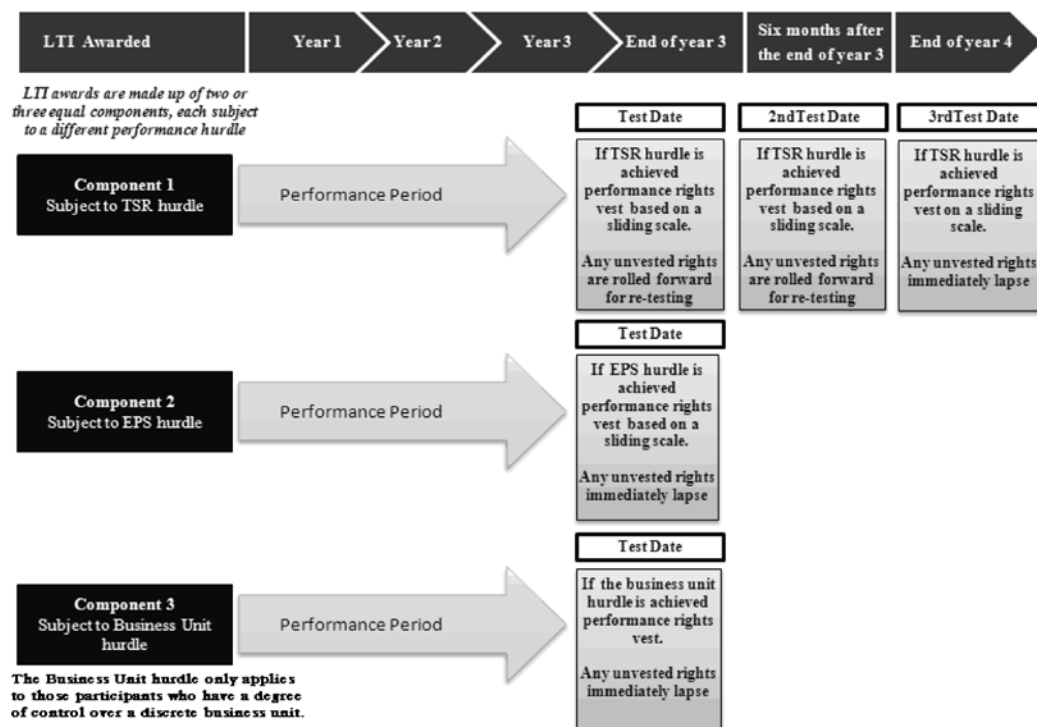 LTI Awarded
Year 1
Year 2
Year 3
End of year 3
Six months after
the end of year 3
End of year 4
LTI awards are made up of two or
three equal components, each subject
to a different performance hurdle
Component 1
Subject to TSR hurdle
Performance Period
Test Date
If TSR hurdle is
achieved
performance rights
vest based on a
sliding scale.
Any unvested rights
are rolled forward
for re-testing
2ndTest Date
If TSR hurdle is
achieved
performance rights
vest based on a
sliding scale.
Any unvested rights
are rolled forward
for re-testing
3rdTest Date
If TSR hurdle is
achieved
performance rights
vest on a sliding
scale.
Any unvested rights
immediately lapse
Component 2
Subject to EPS hurdle
Performance Period
Test Date
If EPS hurdle is
achieved
performance rights
vest based on a
sliding scale.
Any unvested rights
immediately lapse
Component 3
Subject to Business Unit
hurdle
Performance Period
Test Date
If the business unit
hurdle is achieved
performance rights
vest.
Any unvested rights
immediately lapse
The Business Unit hurdle only applies
to those participants who have a degree
of control over a discrete business unit.